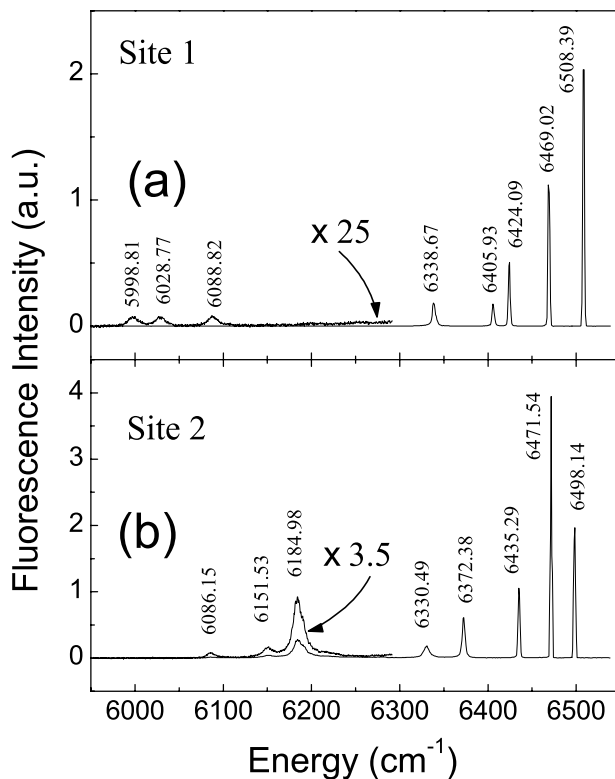 Fluorescence Intensity (a.u.)
Site 1
(a)
x 25
5998.81
6028.77
6088.82
6338.67
6405.93
6424.09
6469.02
6508.39
2
1
0
Site 2
(b)
x 3.5
6086.15
6151.53
6184.98
6330.49
6372.38
6435.29
6471.54
6498.14
4
3
2
1
0
6000 6100 6200 6300 6400 6500
Energy (cm⁻¹)